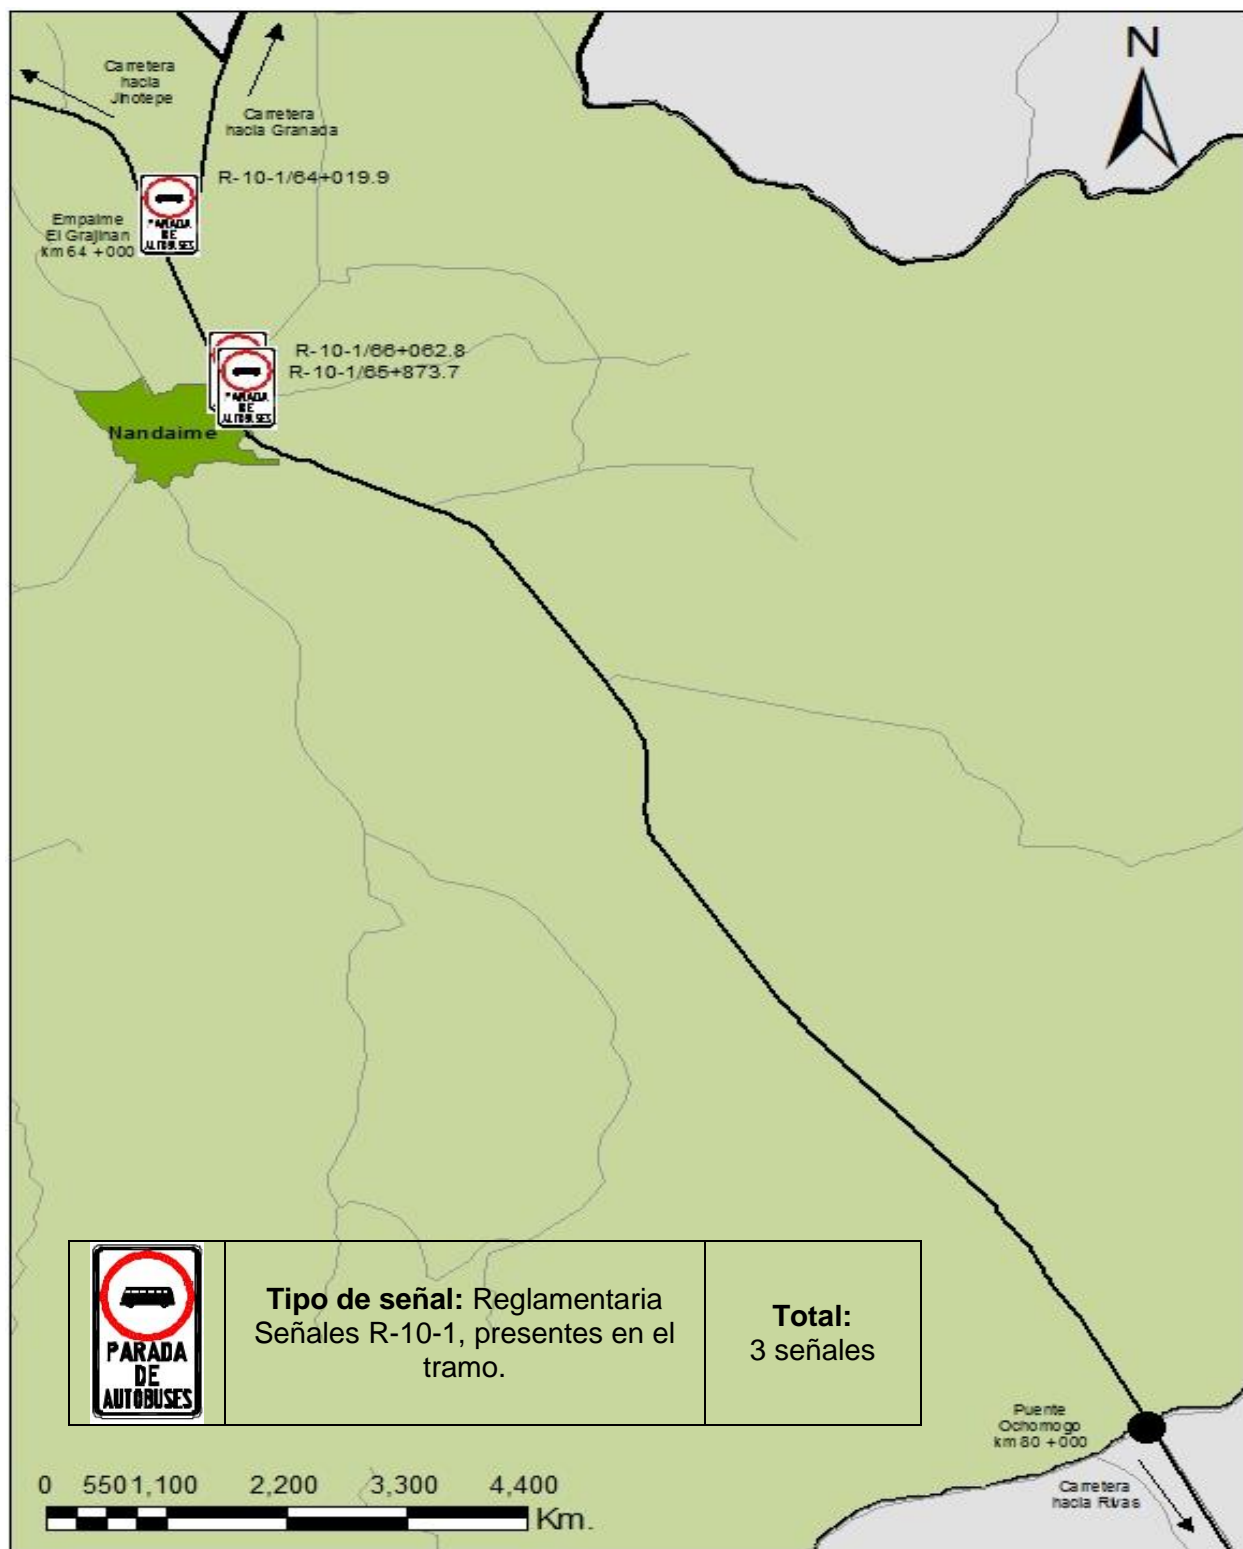 N
Carretera
hacia
Jinotepe
Carretera
hacia Granada
R-10-1/64+019.9
PARADA
DE
AUTOBUSES
Empalme
El Grajinan
km 64 +000
R-10-1/66+062.8
R-10-1/65+873.7
PARADA
DE
AUTOBUSES
Nandaime
PARADA
DE
AUTOBUSES
Tipo de señal: Reglamentaria
Señales R-10-1, presentes en el
tramo.
Total:
3 señales
Puente
Ochomogo
km 80 +000
Carretera
hacia Rivas
0 550 1,100 2,200 3,300 4,400
Km.